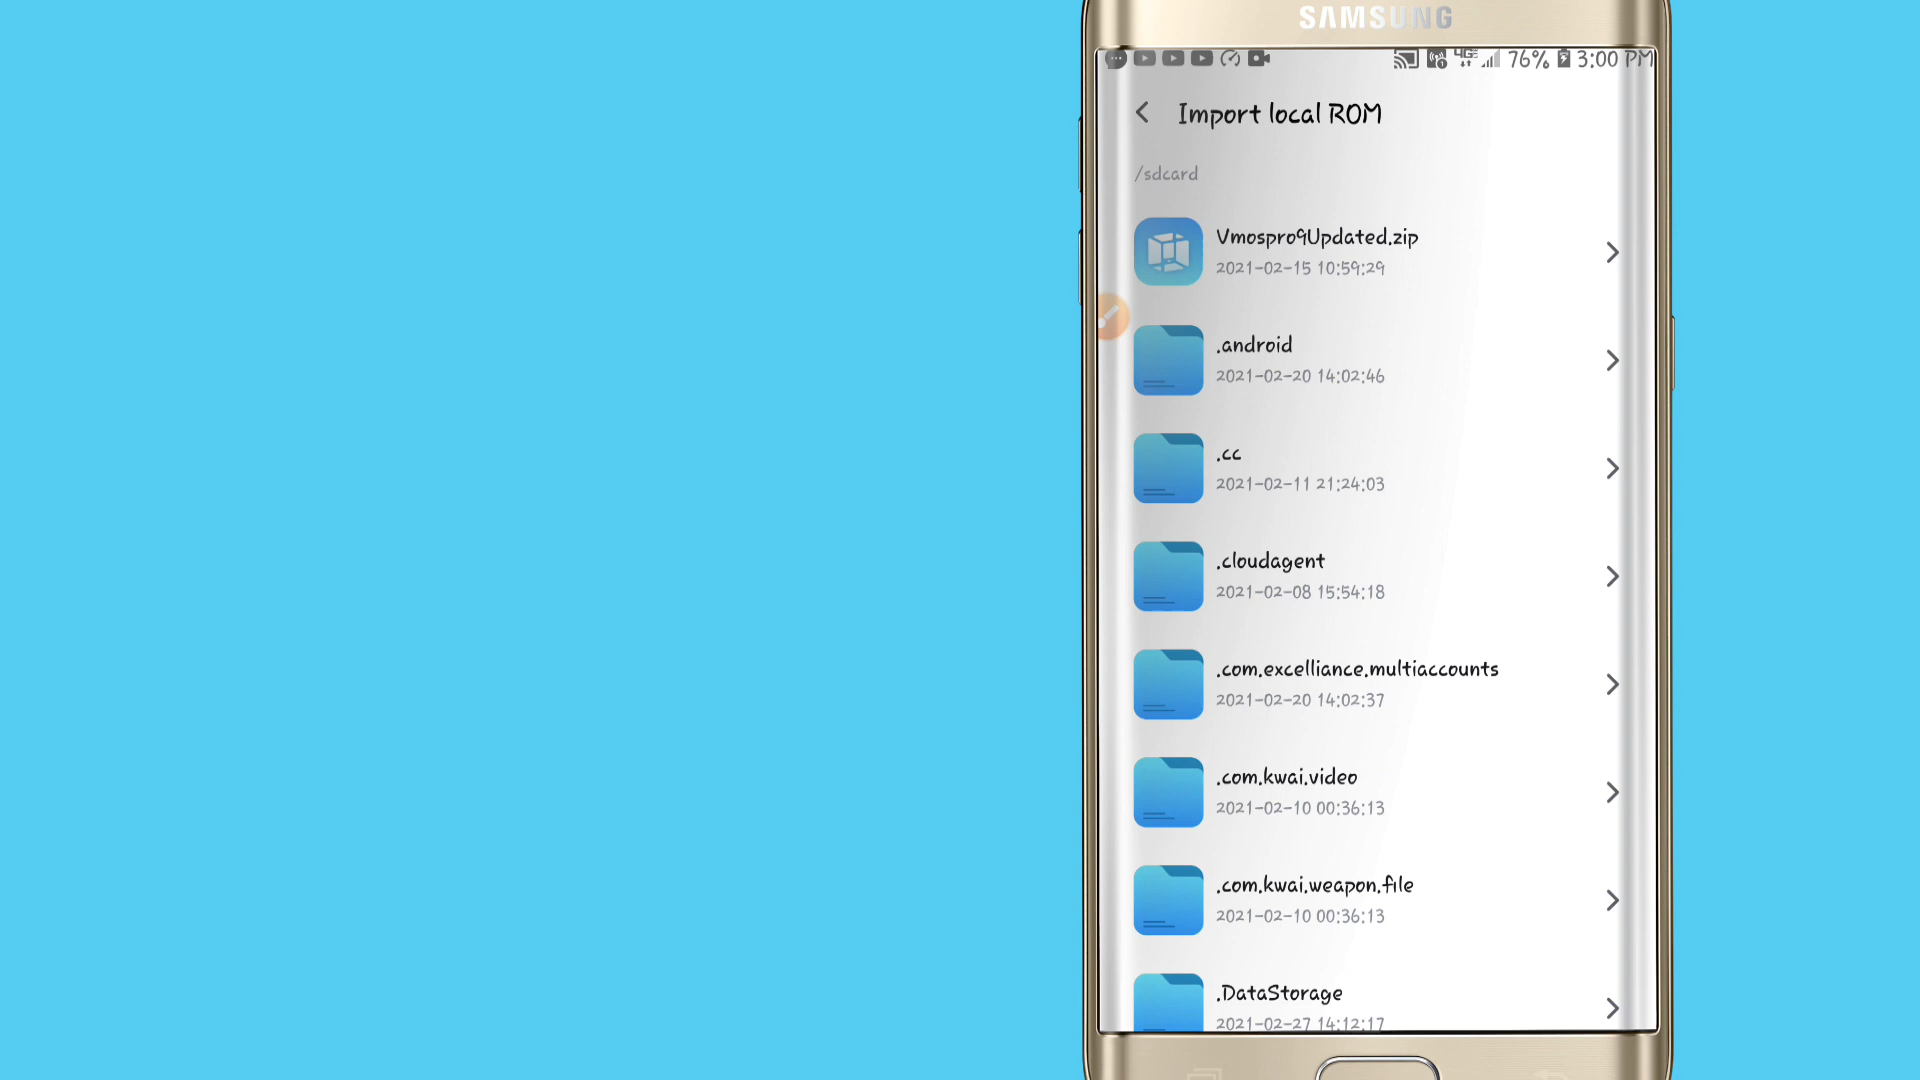 SAMSUNG
76% 3:00 PM
Import local ROM
/sdcard
Vmospro9Updated.zip
2021-02-15 10:59:29
.android
2021-02-20 14:02:46
.cc
2021-02-11 21:24:03
.cloudagent
2021-02-08 15:54:18
.com.excelliance.multiaccounts
2021-02-20 14:02:37
.com.kwai.video
2021-02-10 00:36:13
.com.kwai.weapon.file
2021-02-10 00:36:13
.DataStorage
2021-02-27 14:12:17